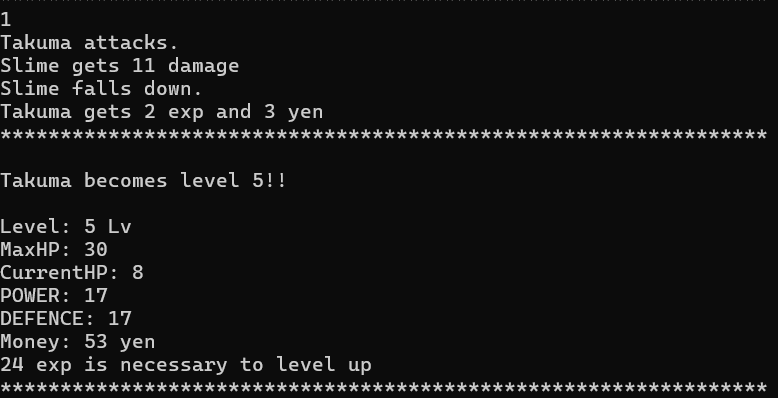 1
Takuma attacks.
Slime gets 11 damage
Slime falls down.
Takuma gets 2 exp and 3 yen
****************************************************************
Takuma becomes level 5!!
Level: 5 Lv
MaxHP: 30
CurrentHP: 8
POWER: 17
DEFENCE: 17
Money: 53 yen
24 exp is necessary to level up
****************************************************************